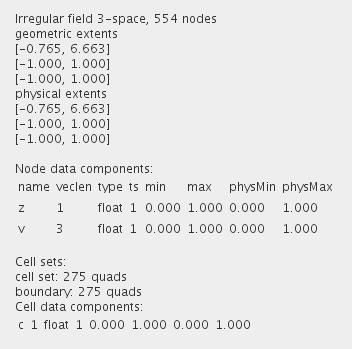 Irregular field 3-space, 554 nodes
geometric extents
[-0.765, 6.663]
[-1.000, 1.000]
[-1.000, 1.000]
physical extents
[-0.765, 6.663]
[-1.000, 1.000]
[-1.000, 1.000]
Node data components:
name veclen type ts min max physMin physMax
z 1 float 1 0.000 1.000 0.000 1.000
v 3 float 1 0.000 1.000 0.000 1.000
Cell sets:
cell set: 275 quads
boundary: 275 quads
Cell data components:
c 1 float 1 0.000 1.000 0.000 1.000